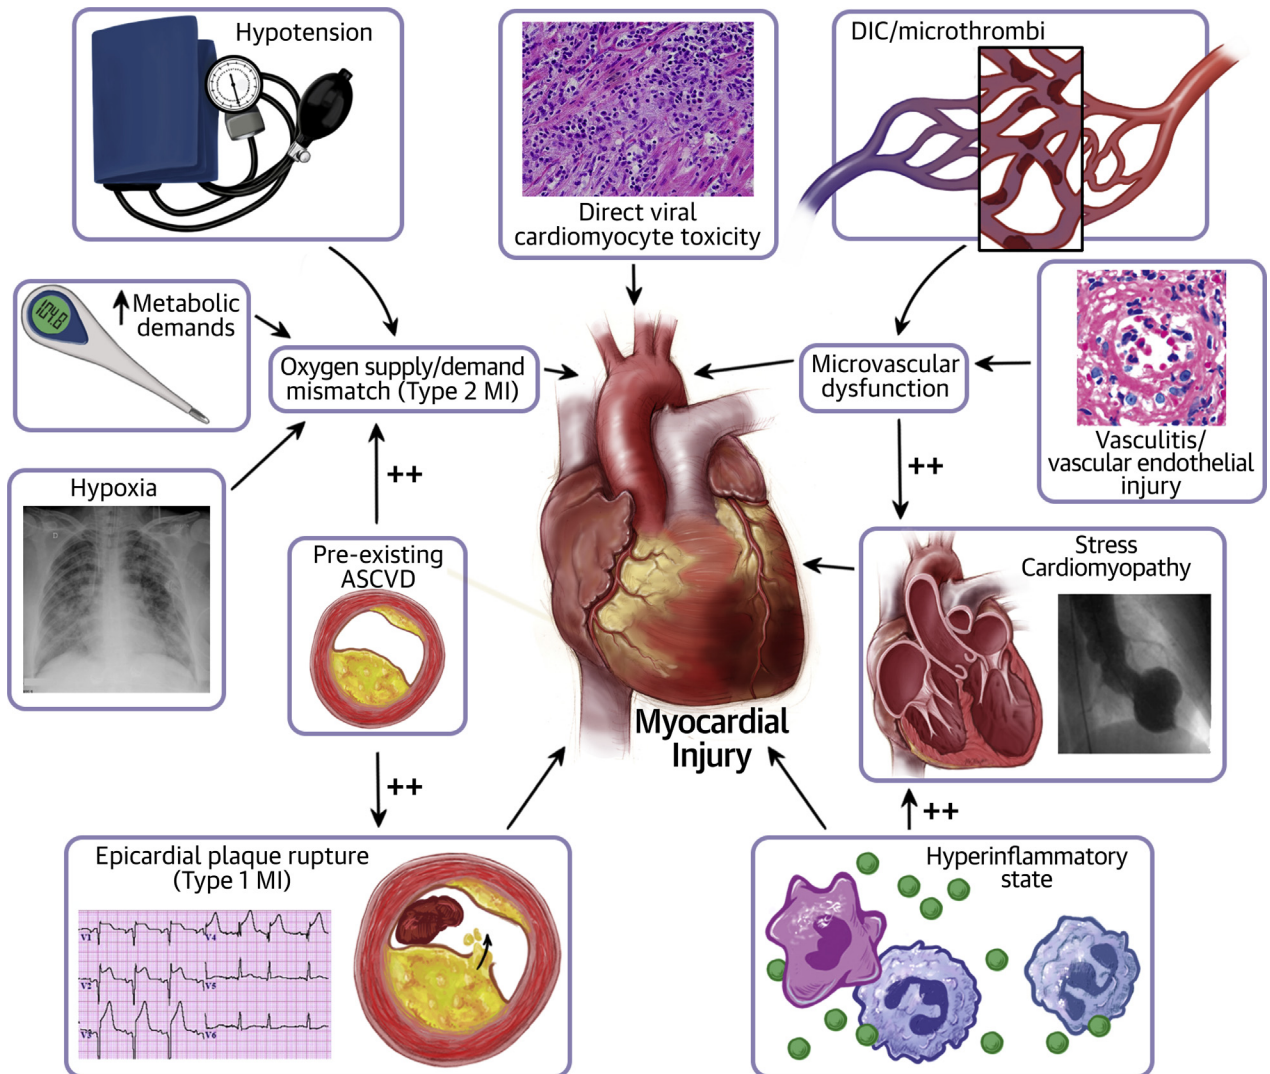 Hypotension
Direct viral
cardiomyocyte toxicity
DIC/microthrombi
104.8
↑ Metabolic
demands
Oxygen supply/demand
mismatch (Type 2 MI)
Microvascular
dysfunction
Vasculitis/
vascular endothelial
injury
Hypoxia
++
++
Pre-existing
ASCVD
Stress
Cardiomyopathy
Myocardial
Injury
++
++
Epicardial plaque rupture
(Type 1 MI)
V1 V4
V2 V5
V3 V6
Hyperinflammatory
state